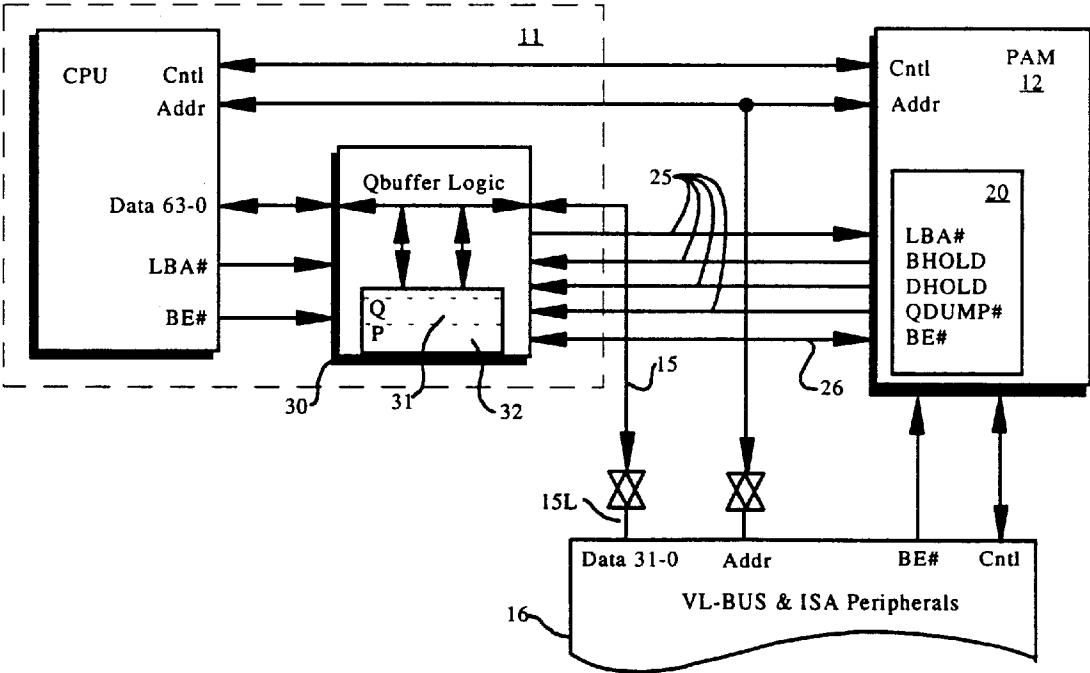 11
CPU
Cntl
Addr
Data 63-0
LBA#
BE#
Qbuffer Logic
Q
P
30
31
32
25
15
26
PAM
12
Cntl
Addr
20
LBA#
BHOLD
DHOLD
QDUMP#
BE#
15L
Data 31-0
Addr
BE#
Cntl
VL-BUS & ISA Peripherals
16